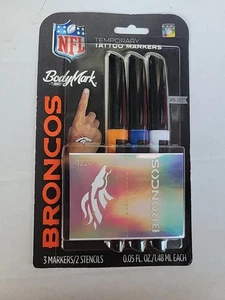 NFL
TEMPORARY
TATTOO MARKERS
BodyMark
BRONCOS
BRONCOS
3 MARKERS/2 STENCILS
0.05 FL. OZ./1.48 ML EACH